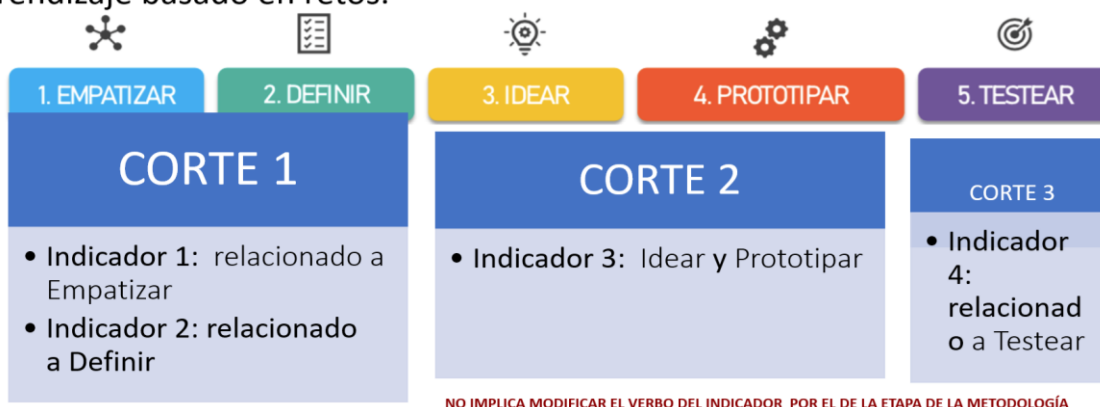 1. EMPATIZAR
2. DEFINIR
3. IDEAR
4. PROTOTIPAR
5. TESTEAR
CORTE 1
• Indicador 1: relacionado a
Empatizar
• Indicador 2: relacionado
a Definir
CORTE 2
• Indicador 3: Idear y Prototipar
CORTE 3
• Indicador
4:
relacionad
o a Testear
NO IMPLICA MODIFICAR EL VERBO DEL INDICADOR POR EL DE LA ETAPA DE LA METODOLOGÍA